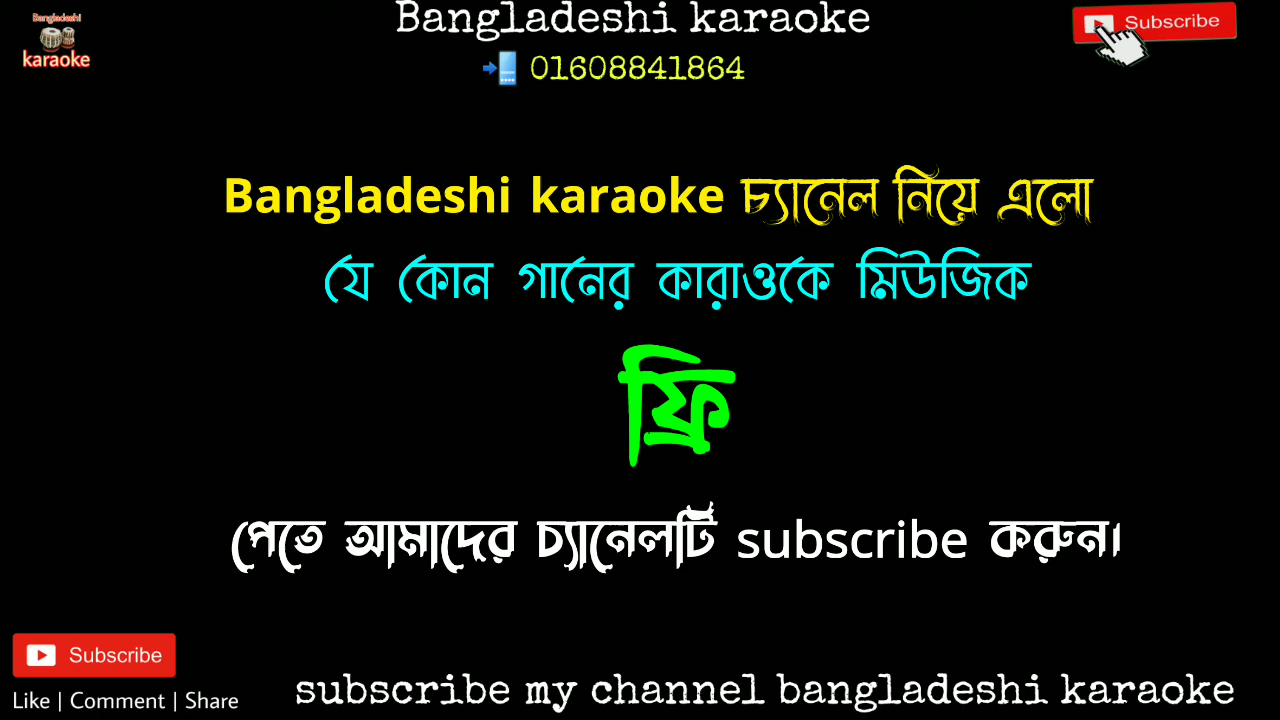 Bangladeshi
karaoke
Bangladeshi karaoke
01608841864
Subscribe
Bangladeshi karaoke চ্যানেল নিয়ে এলো
যে কোন গানের কারাওকে মিউজিক
ফ্রি
পেতে আমাদের চ্যানেলটি subscribe করুন।
Subscribe
Like | Comment | Share
subscribe my channel bangladeshi karaoke